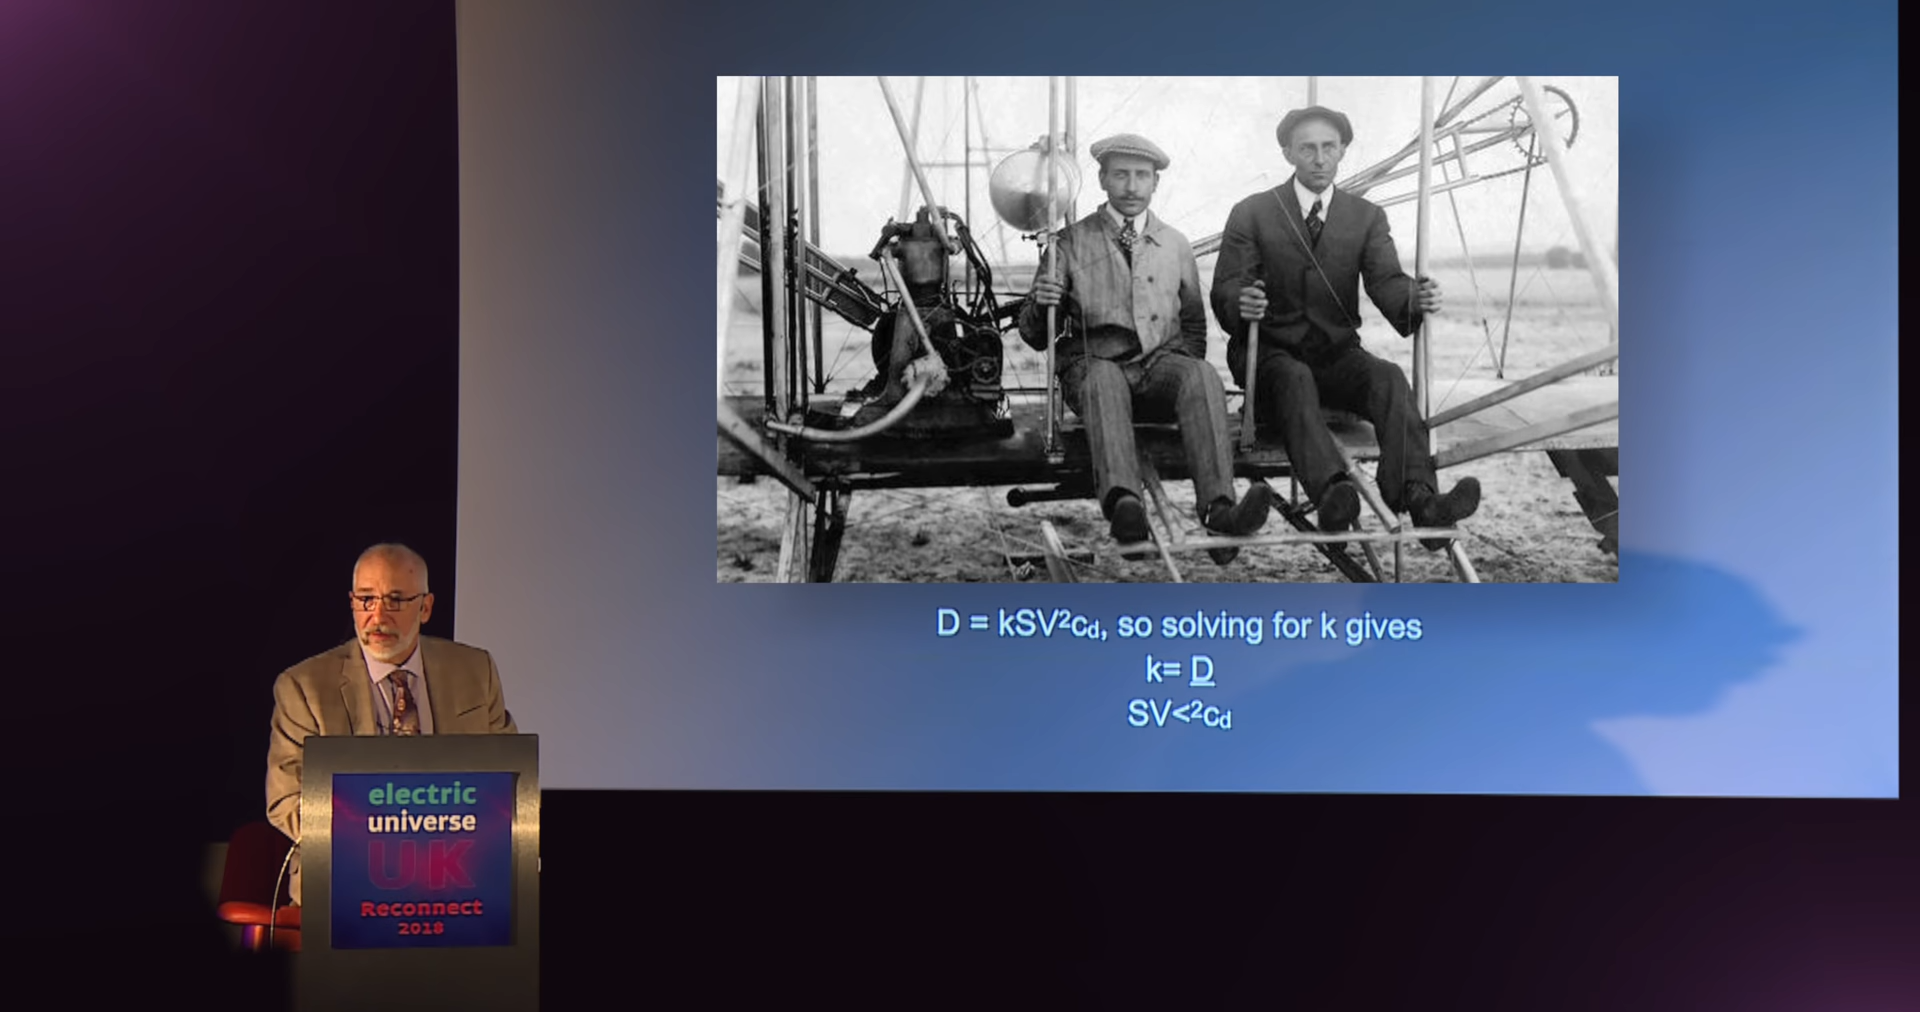 D = kSV²cd, so solving for k gives
k= D
SV<²cd
electric
universe
UK
Reconnect
2018